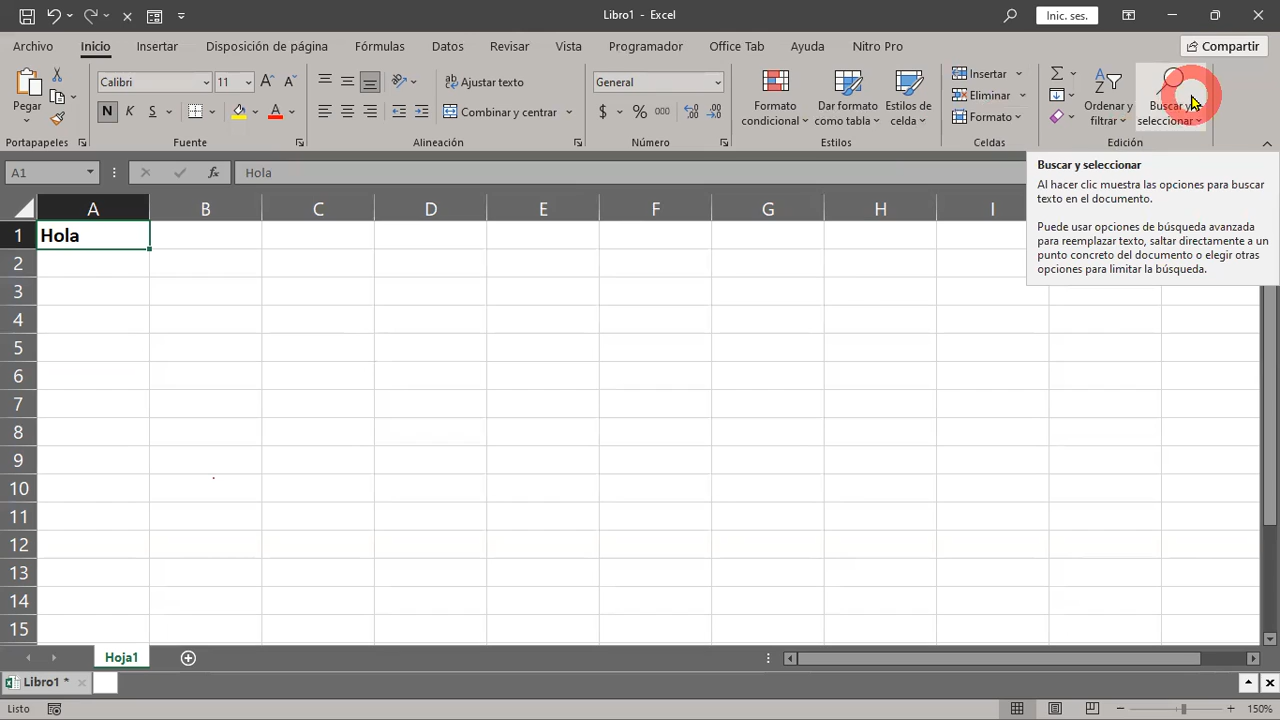 Libro1 - Excel
Inic. ses.
Archivo Inicio Insertar Disposición de página Fórmulas Datos Revisar Vista Programador Office Tab Ayuda Nitro Pro Compartir
Pegar
Calibri 11
N K S
Ajustar texto
Combinar y centrar
General
$ % 000
Formato condicional
Dar formato como tabla
Estilos de celda
Insertar
Eliminar
Formato
Ordenar y filtrar
Buscar y seleccionar
Portapapeles Fuente Alineación Número Estilos Celdas Edición
A1 fx Hola
Buscar y seleccionar
Al hacer clic muestra las opciones para buscar
texto en el documento.
Puede usar opciones de búsqueda avanzada
para reemplazar texto, saltar directamente a un
punto concreto del documento o elegir otras
opciones para limitar la búsqueda.
A B C D E F G H I
1 Hola
2
3
4
5
6
7
8
9
10
11
12
13
14
15
Hoja1
Libro1 *
Listo 150%